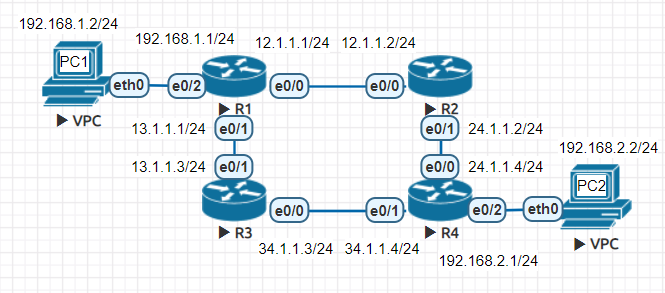 192.168.1.2/24
192.168.1.1/24
12.1.1.1/24
12.1.1.2/24
PC1
eth0
e0/2
e0/0
e0/0
VPC
R1
R2
13.1.1.1/24
e0/1
e0/1
24.1.1.2/24
192.168.2.2/24
13.1.1.3/24
e0/1
e0/0
24.1.1.4/24
PC2
e0/0
e0/1
e0/2
eth0
R3
R4
VPC
34.1.1.3/24
34.1.1.4/24
192.168.2.1/24